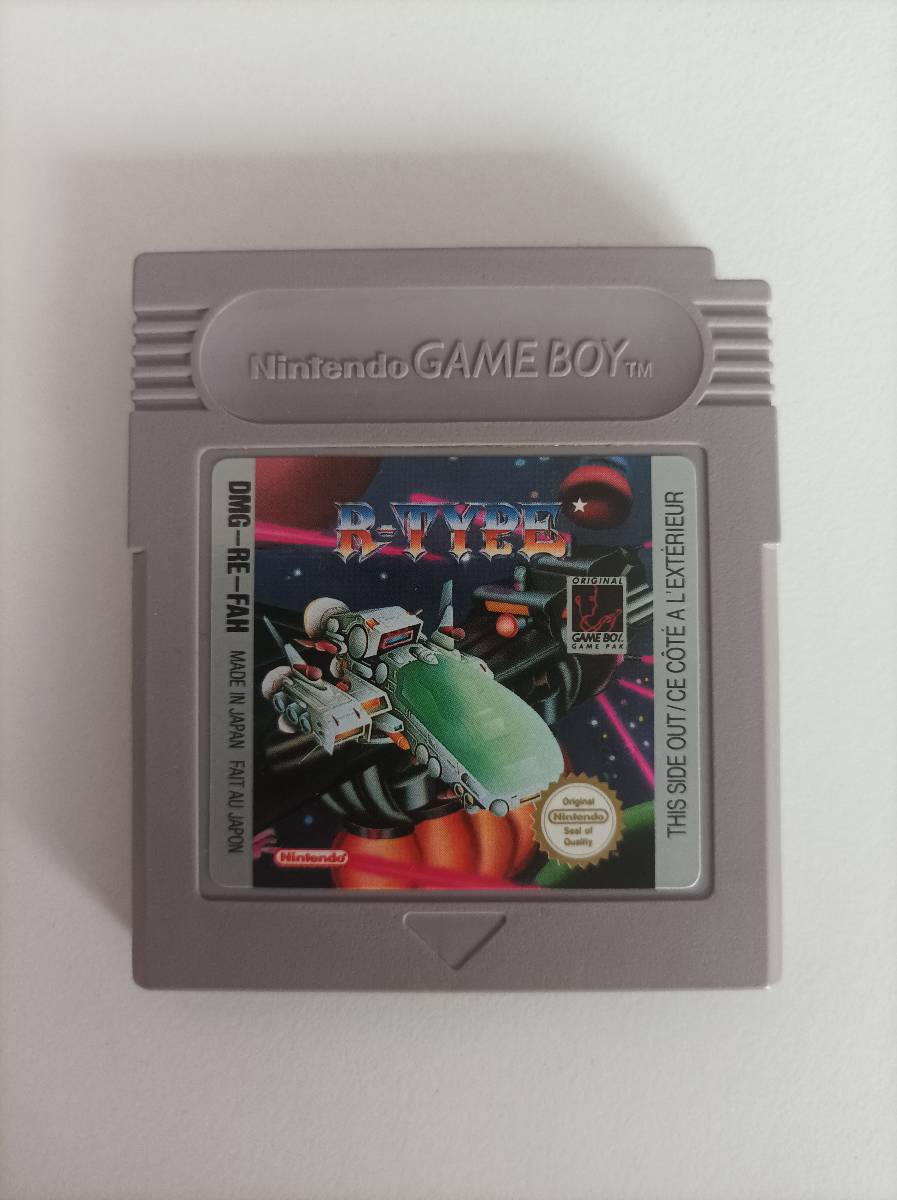 Nintendo GAME BOY™
DMG-RE-FAH MADE IN JAPAN FAIT AU JAPON
R-TYPE
ORIGINAL
GAME BOY
GAME PAK
Original
Nintendo
Seal of
Quality
Nintendo
THIS SIDE OUT/CE CÔTÉ A L'EXTÉRIEUR